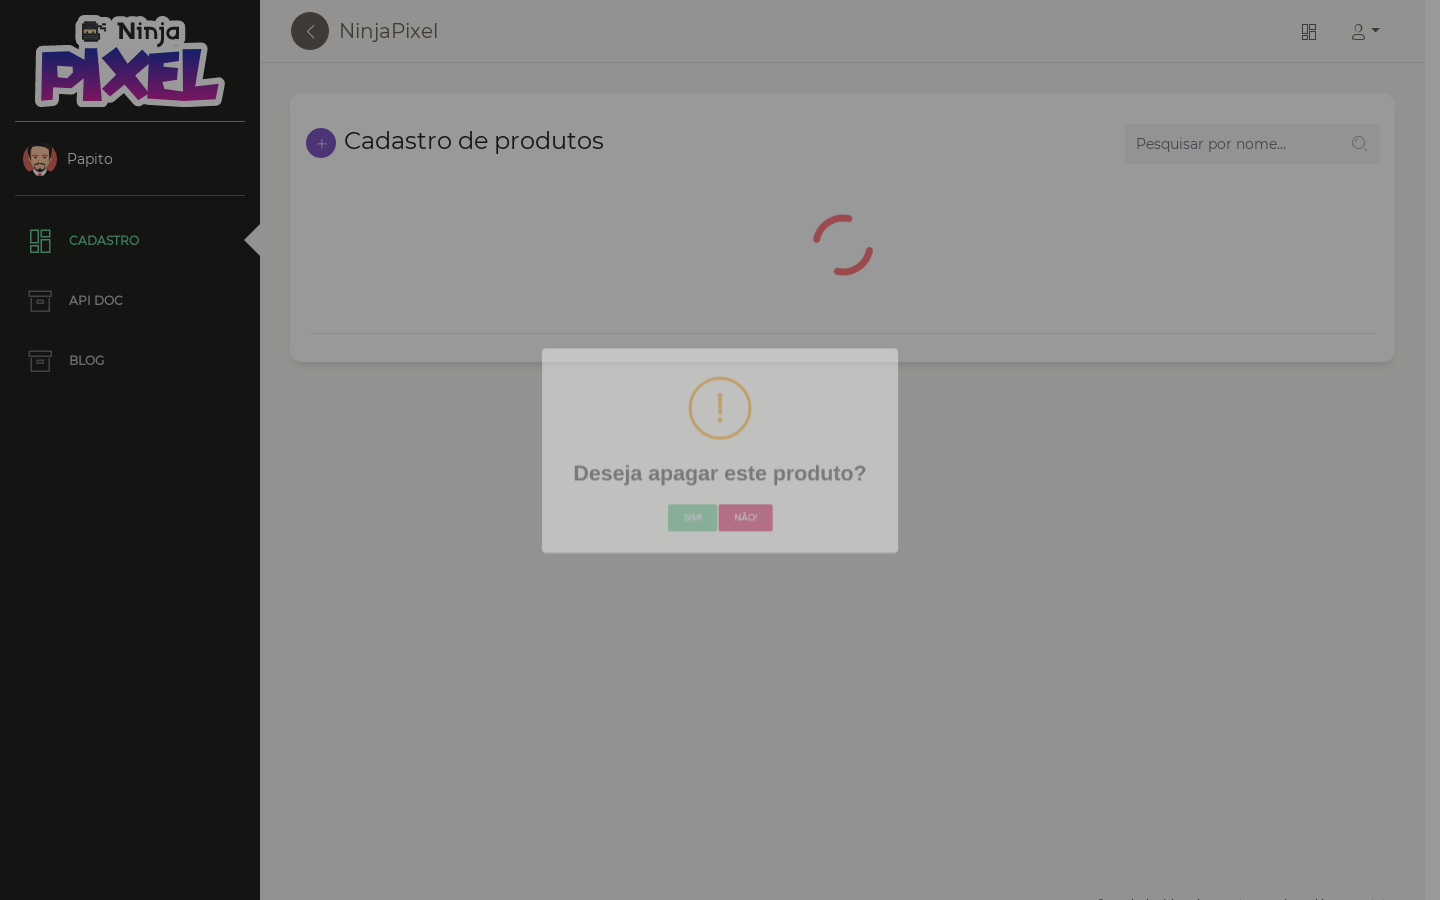 Ninja
PIXEL
NinjaPixel
Papito
Cadastro de produtos
Pesquisar por nome...
CADASTRO
API DOC
BLOG
!
Deseja apagar este produto?
SIM!
NÃO!